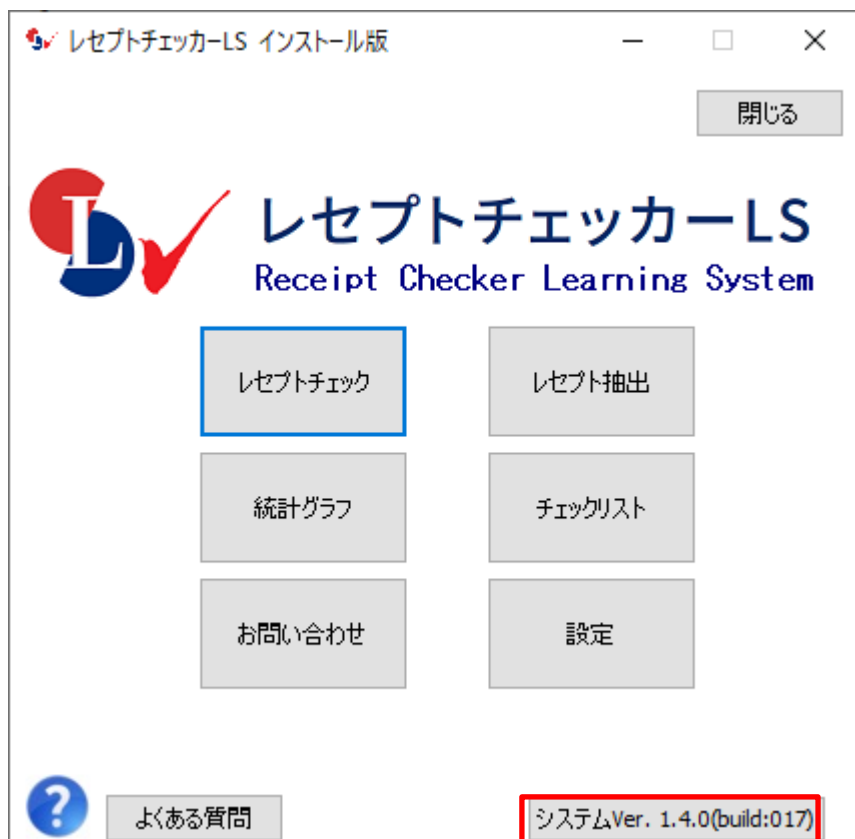 レセプトチェッカーLS インストール版
閉じる
レセプトチェッカーLS
Receipt Checker Learning System
レセプトチェック
レセプト抽出
統計グラフ
チェックリスト
お問い合わせ
設定
?
よくある質問
システムVer. 1.4.0(build:017)